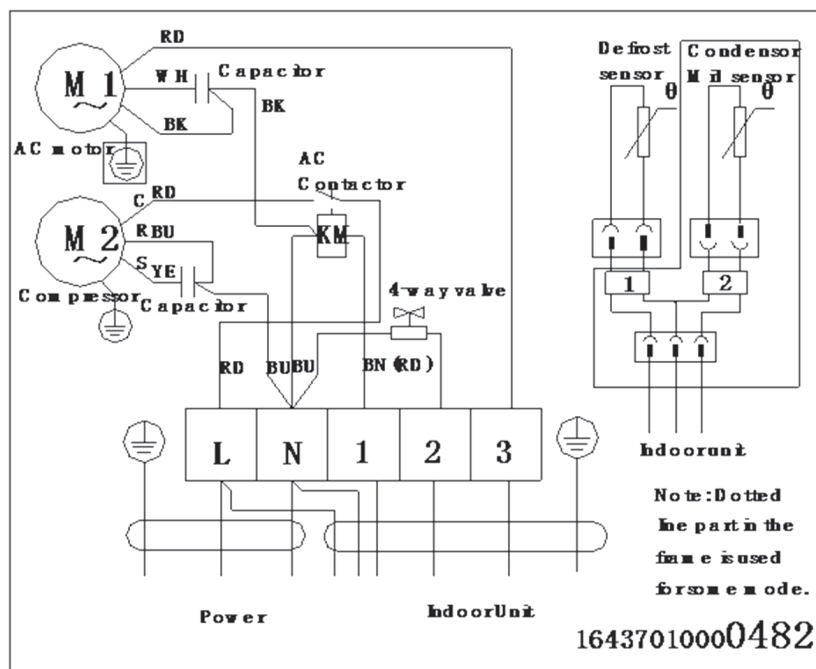 RD
M 1
~
WH
Capacitor
BK
BK
AC motor
AC
Contactor
C RD
M 2
~
R BU
S YE
KM
Compressor
Capacitor
4-way valve
RD
BU BU
BN (RD)
L N 1 2 3
Power
Indoor Unit
Defrost
sensor
Condensor
Mid sensor
θ
θ
1
2
Indoor unit
Note: Dotted
line part in the
frame is used
for some mode.
16437010000482